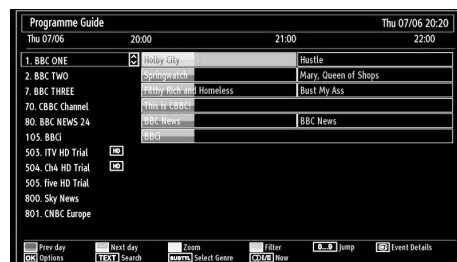 Programme Guide Thu 07/06 20:20
Thu 07/06 20:00 21:00 22:00
1. BBC ONE Holby City Hustle
2. BBC TWO Springwatch Mary, Queen of Shops
7. BBC THREE Filthy Rich and Homeless Bust My Ass
70. CBBC Channel This is CBBC!
80. BBC NEWS 24 BBC News BBC News
105. BBCi BBCi
503. ITV HD Trial HD
504. Ch4 HD Trial HD
505. five HD Trial
800. Sky News
801. CNBC Europe
Prev day Next day Zoom Filter 0...9 Jump Event Details
OK Options TEXT Search SUBTTL Select Genre I/II Now